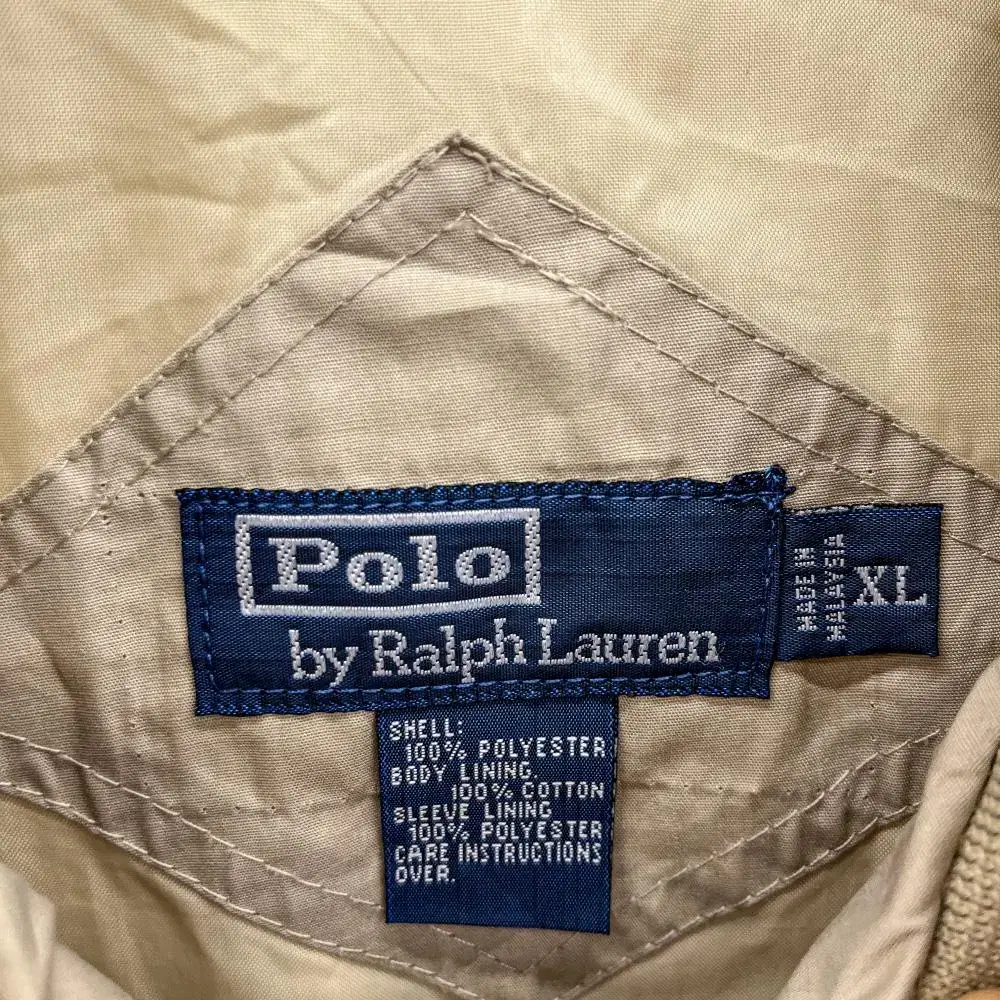 Polo
by Ralph Lauren
MADE IN
MALAYSIA
XL
SHELL:
100% POLYESTER
BODY LINING.
100% COTTON
SLEEVE LINING
100% POLYESTER
CARE INSTRUCTIONS
OVER.